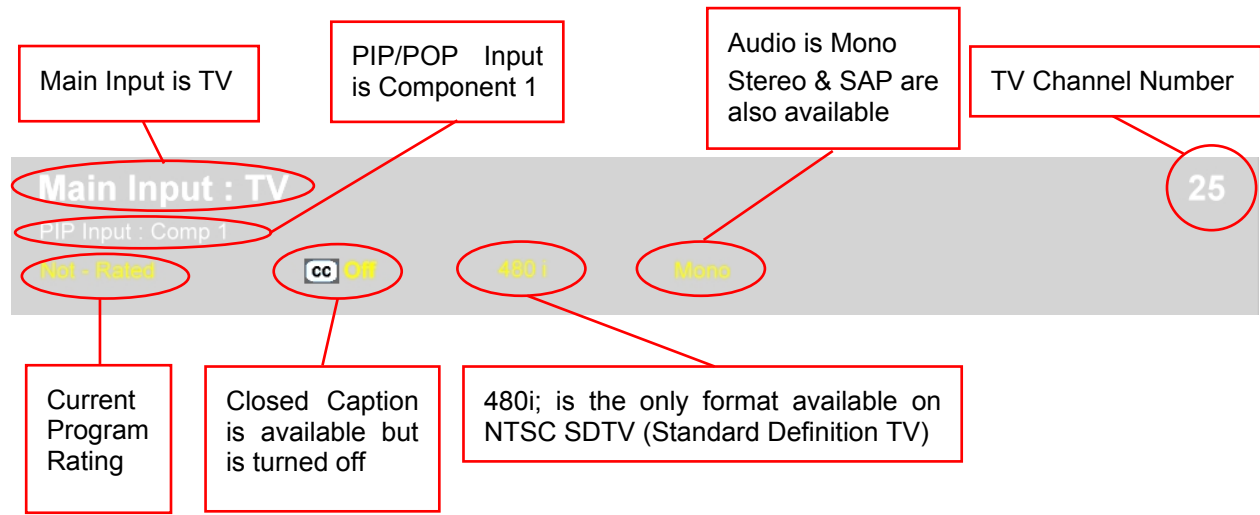 Main Input is TV
PIP/POP Input
is Component 1
Audio is Mono
Stereo & SAP are
also available
TV Channel Number
Main Input : TV
25
PIP Input : Comp 1
Not - Rated
cc Off
480 i
Mono
Current
Program
Rating
Closed Caption
is available but
is turned off
480i; is the only format available on
NTSC SDTV (Standard Definition TV)